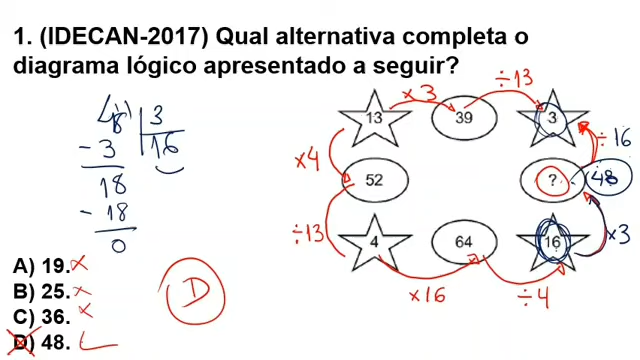 1. (IDECAN-2017) Qual alternativa completa o
diagrama lógico apresentado a seguir?
48 3
- 3 16
18
- 18
0
×3 ÷13
13 39 3
×4 ÷16
52 ? 48
÷13 ×3
4 64 16
×16 ÷4
A) 19. ×
B) 25. ×
C) 36. ×
D) 48.
D